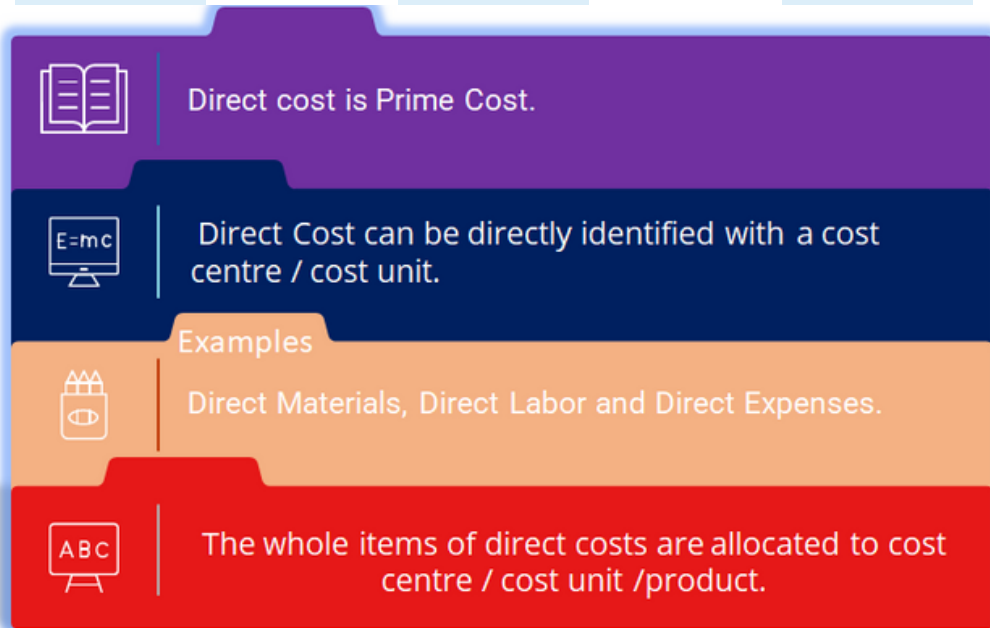 Direct cost is Prime Cost.
E=mc
Direct Cost can be directly identified with a cost
centre / cost unit.
Examples
Direct Materials, Direct Labor and Direct Expenses.
ABC
The whole items of direct costs are allocated to cost
centre / cost unit /product.